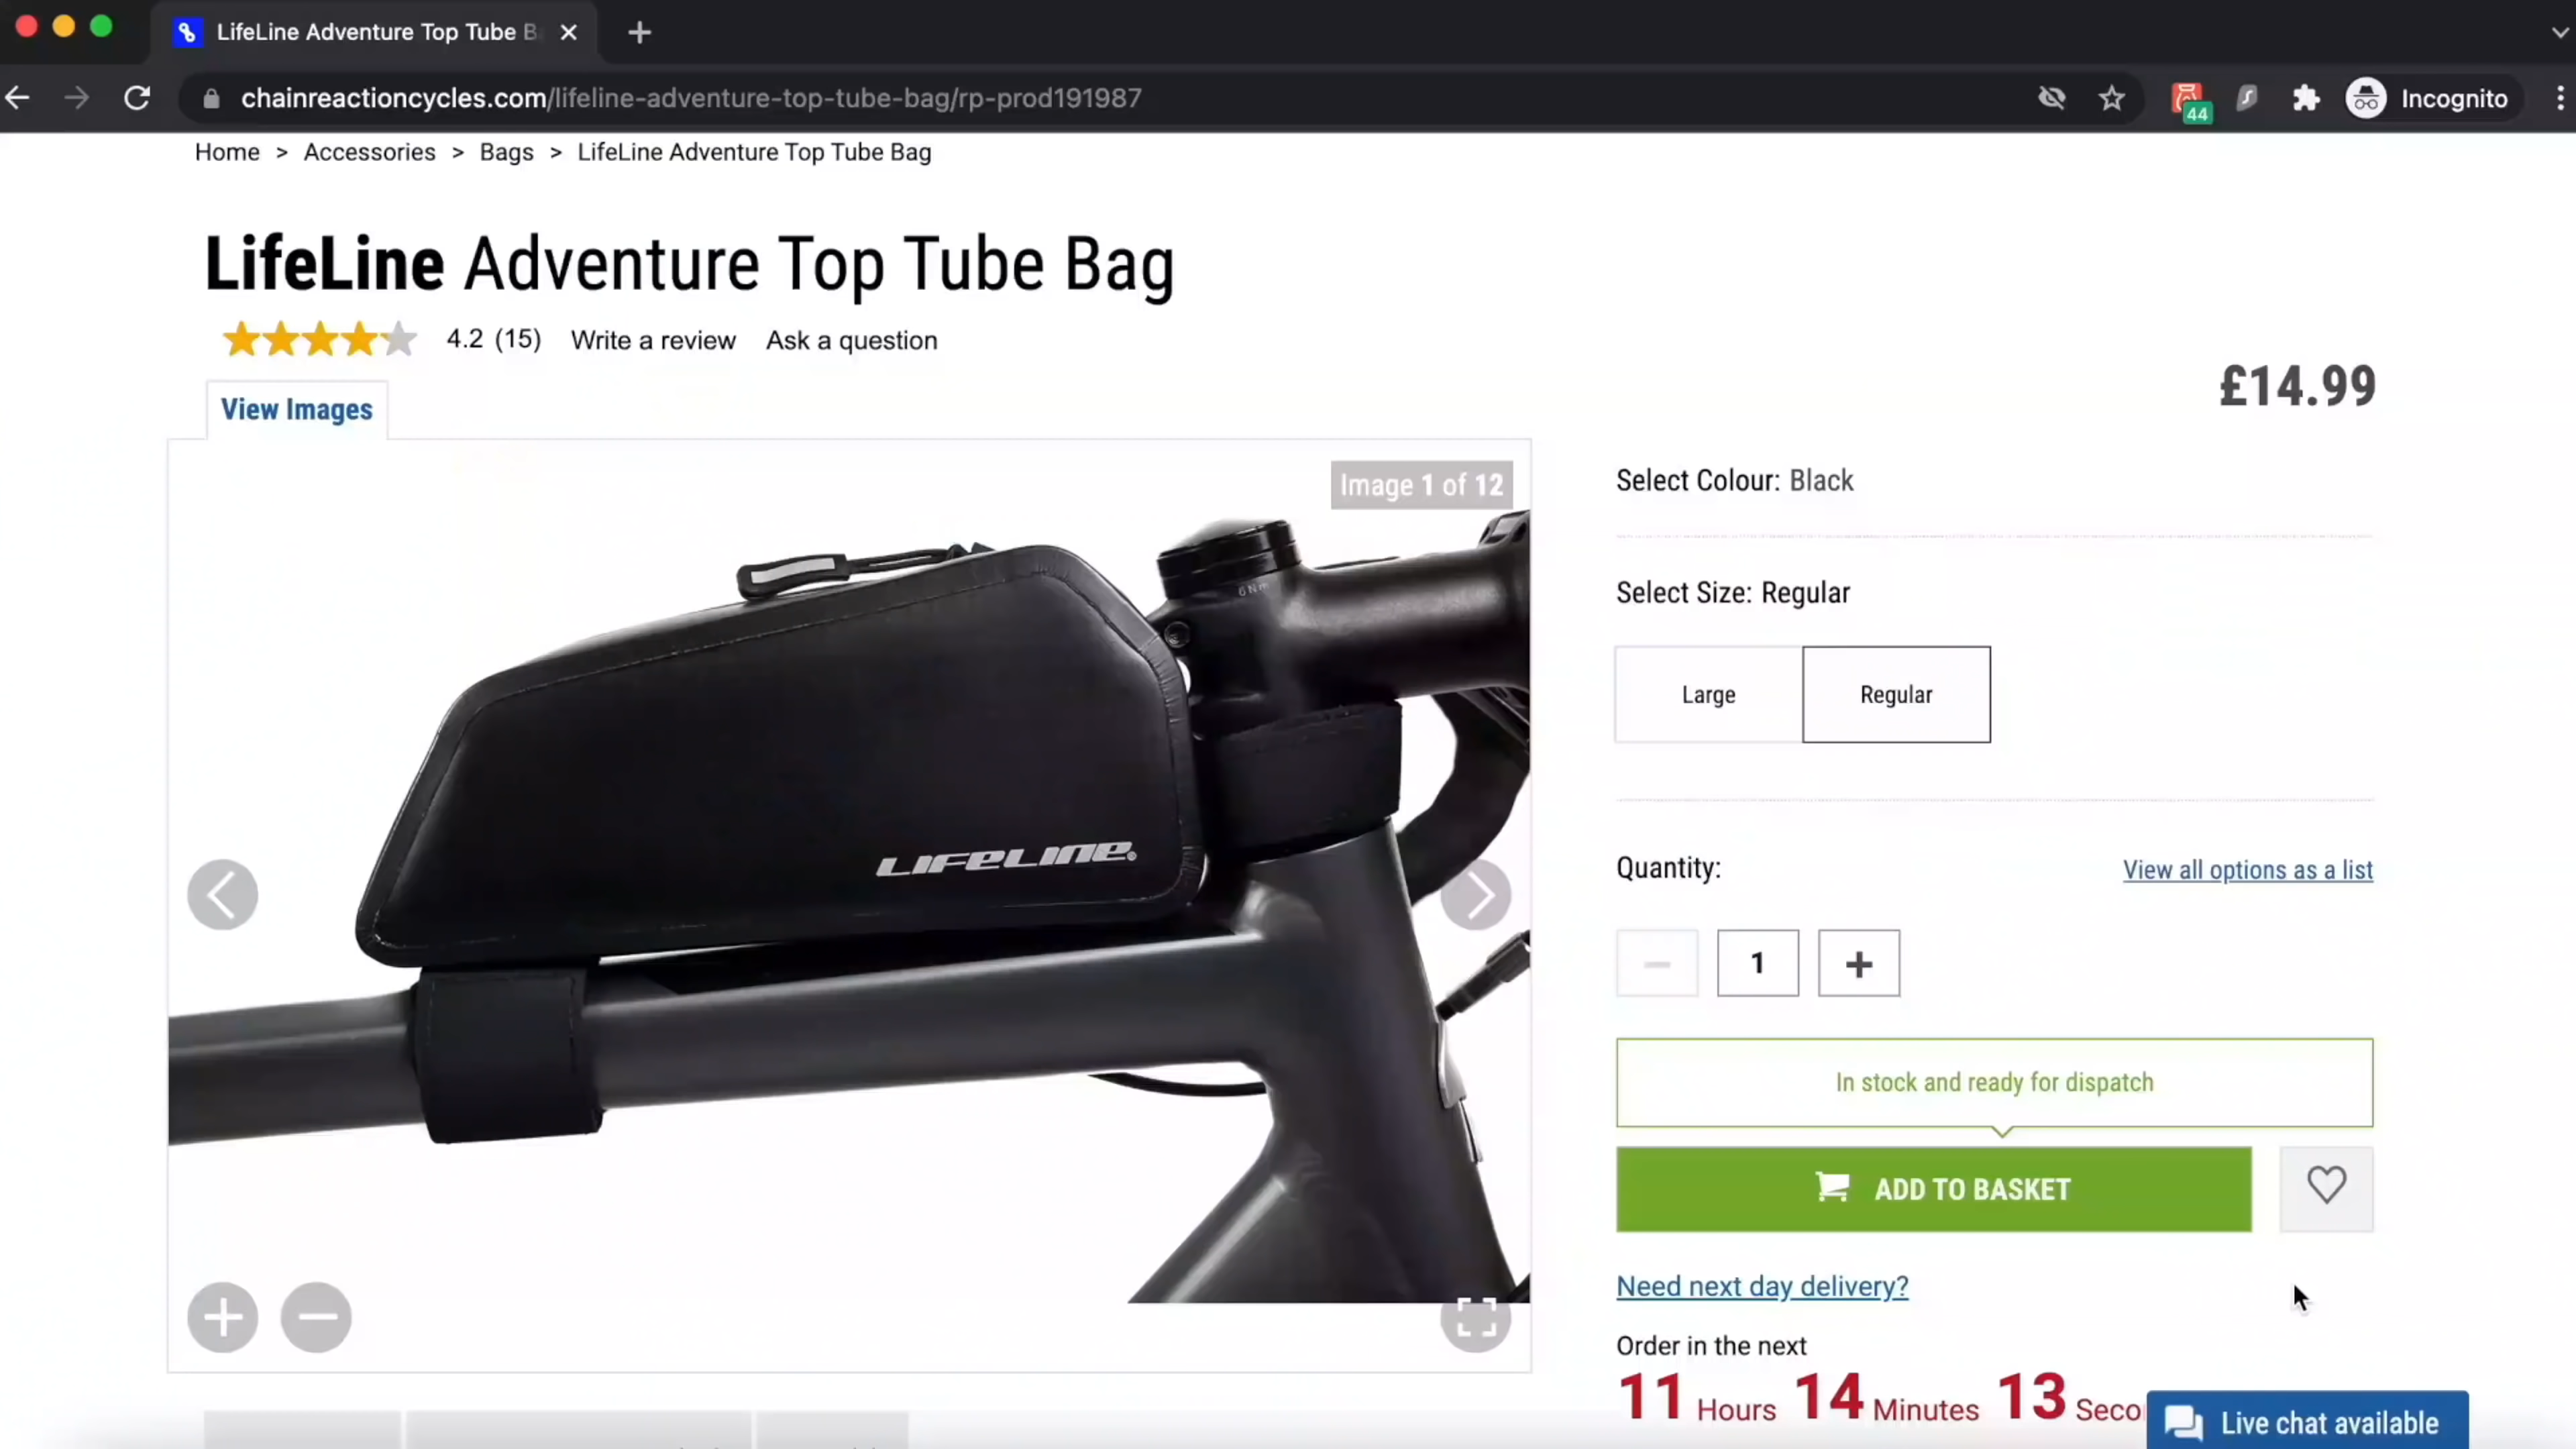 LifeLine Adventure Top Tube B
chainreactioncycles.com/lifeline-adventure-top-tube-bag/rp-prod191987
44
Incognito
Home > Accessories > Bags > LifeLine Adventure Top Tube Bag
LifeLine Adventure Top Tube Bag
4.2 (15) Write a review Ask a question
£14.99
View Images
Image 1 of 12
Select Colour: Black
6Nm
Select Size: Regular
Large
Regular
LIFELINE
Quantity:
View all options as a list
1
In stock and ready for dispatch
ADD TO BASKET
Need next day delivery?
Order in the next
11 Hours 14 Minutes 13 Seco
Live chat available